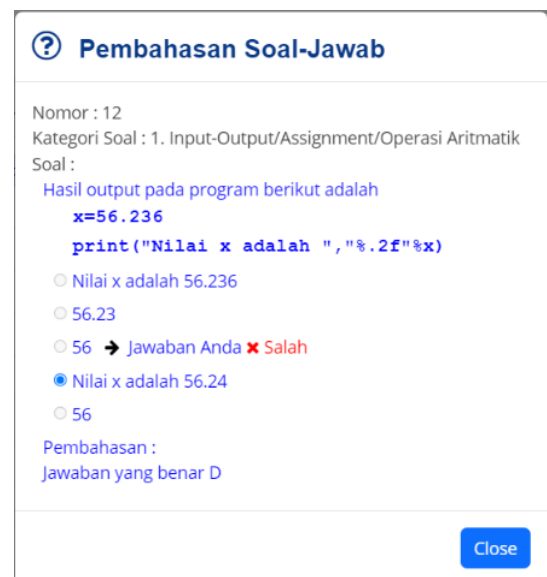 Pembahasan Soal-Jawab
Nomor : 12
Kategori Soal : 1. Input-Output/Assignment/Operasi Aritmatik
Soal :
Hasil output pada program berikut adalah
x=56.236
print("Nilai x adalah ","%.2f"%x)
Nilai x adalah 56.236
56.23
56 → Jawaban Anda ✖ Salah
Nilai x adalah 56.24
56
Pembahasan :
Jawaban yang benar D
Close